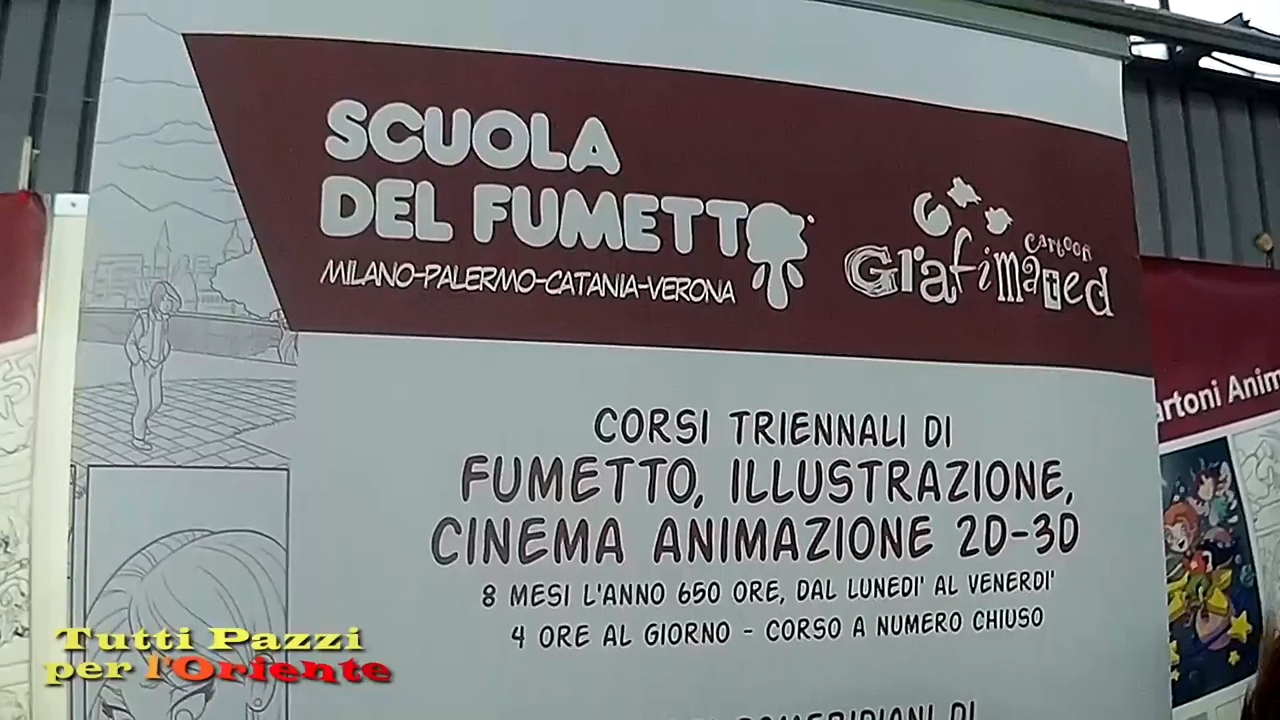 SCUOLA
DEL FUMETTO
MILANO-PALERMO-CATANIA-VERONA
cartoon
Grafimated
CORSI TRIENNALI DI
FUMETTO, ILLUSTRAZIONE,
CINEMA ANIMAZIONE 2D-3D
8 MESI L'ANNO 650 ORE, DAL LUNEDI' AL VENERDI'
4 ORE AL GIORNO - CORSO A NUMERO CHIUSO
artoni Anim
Tutti Pazzi
per l'Oriente